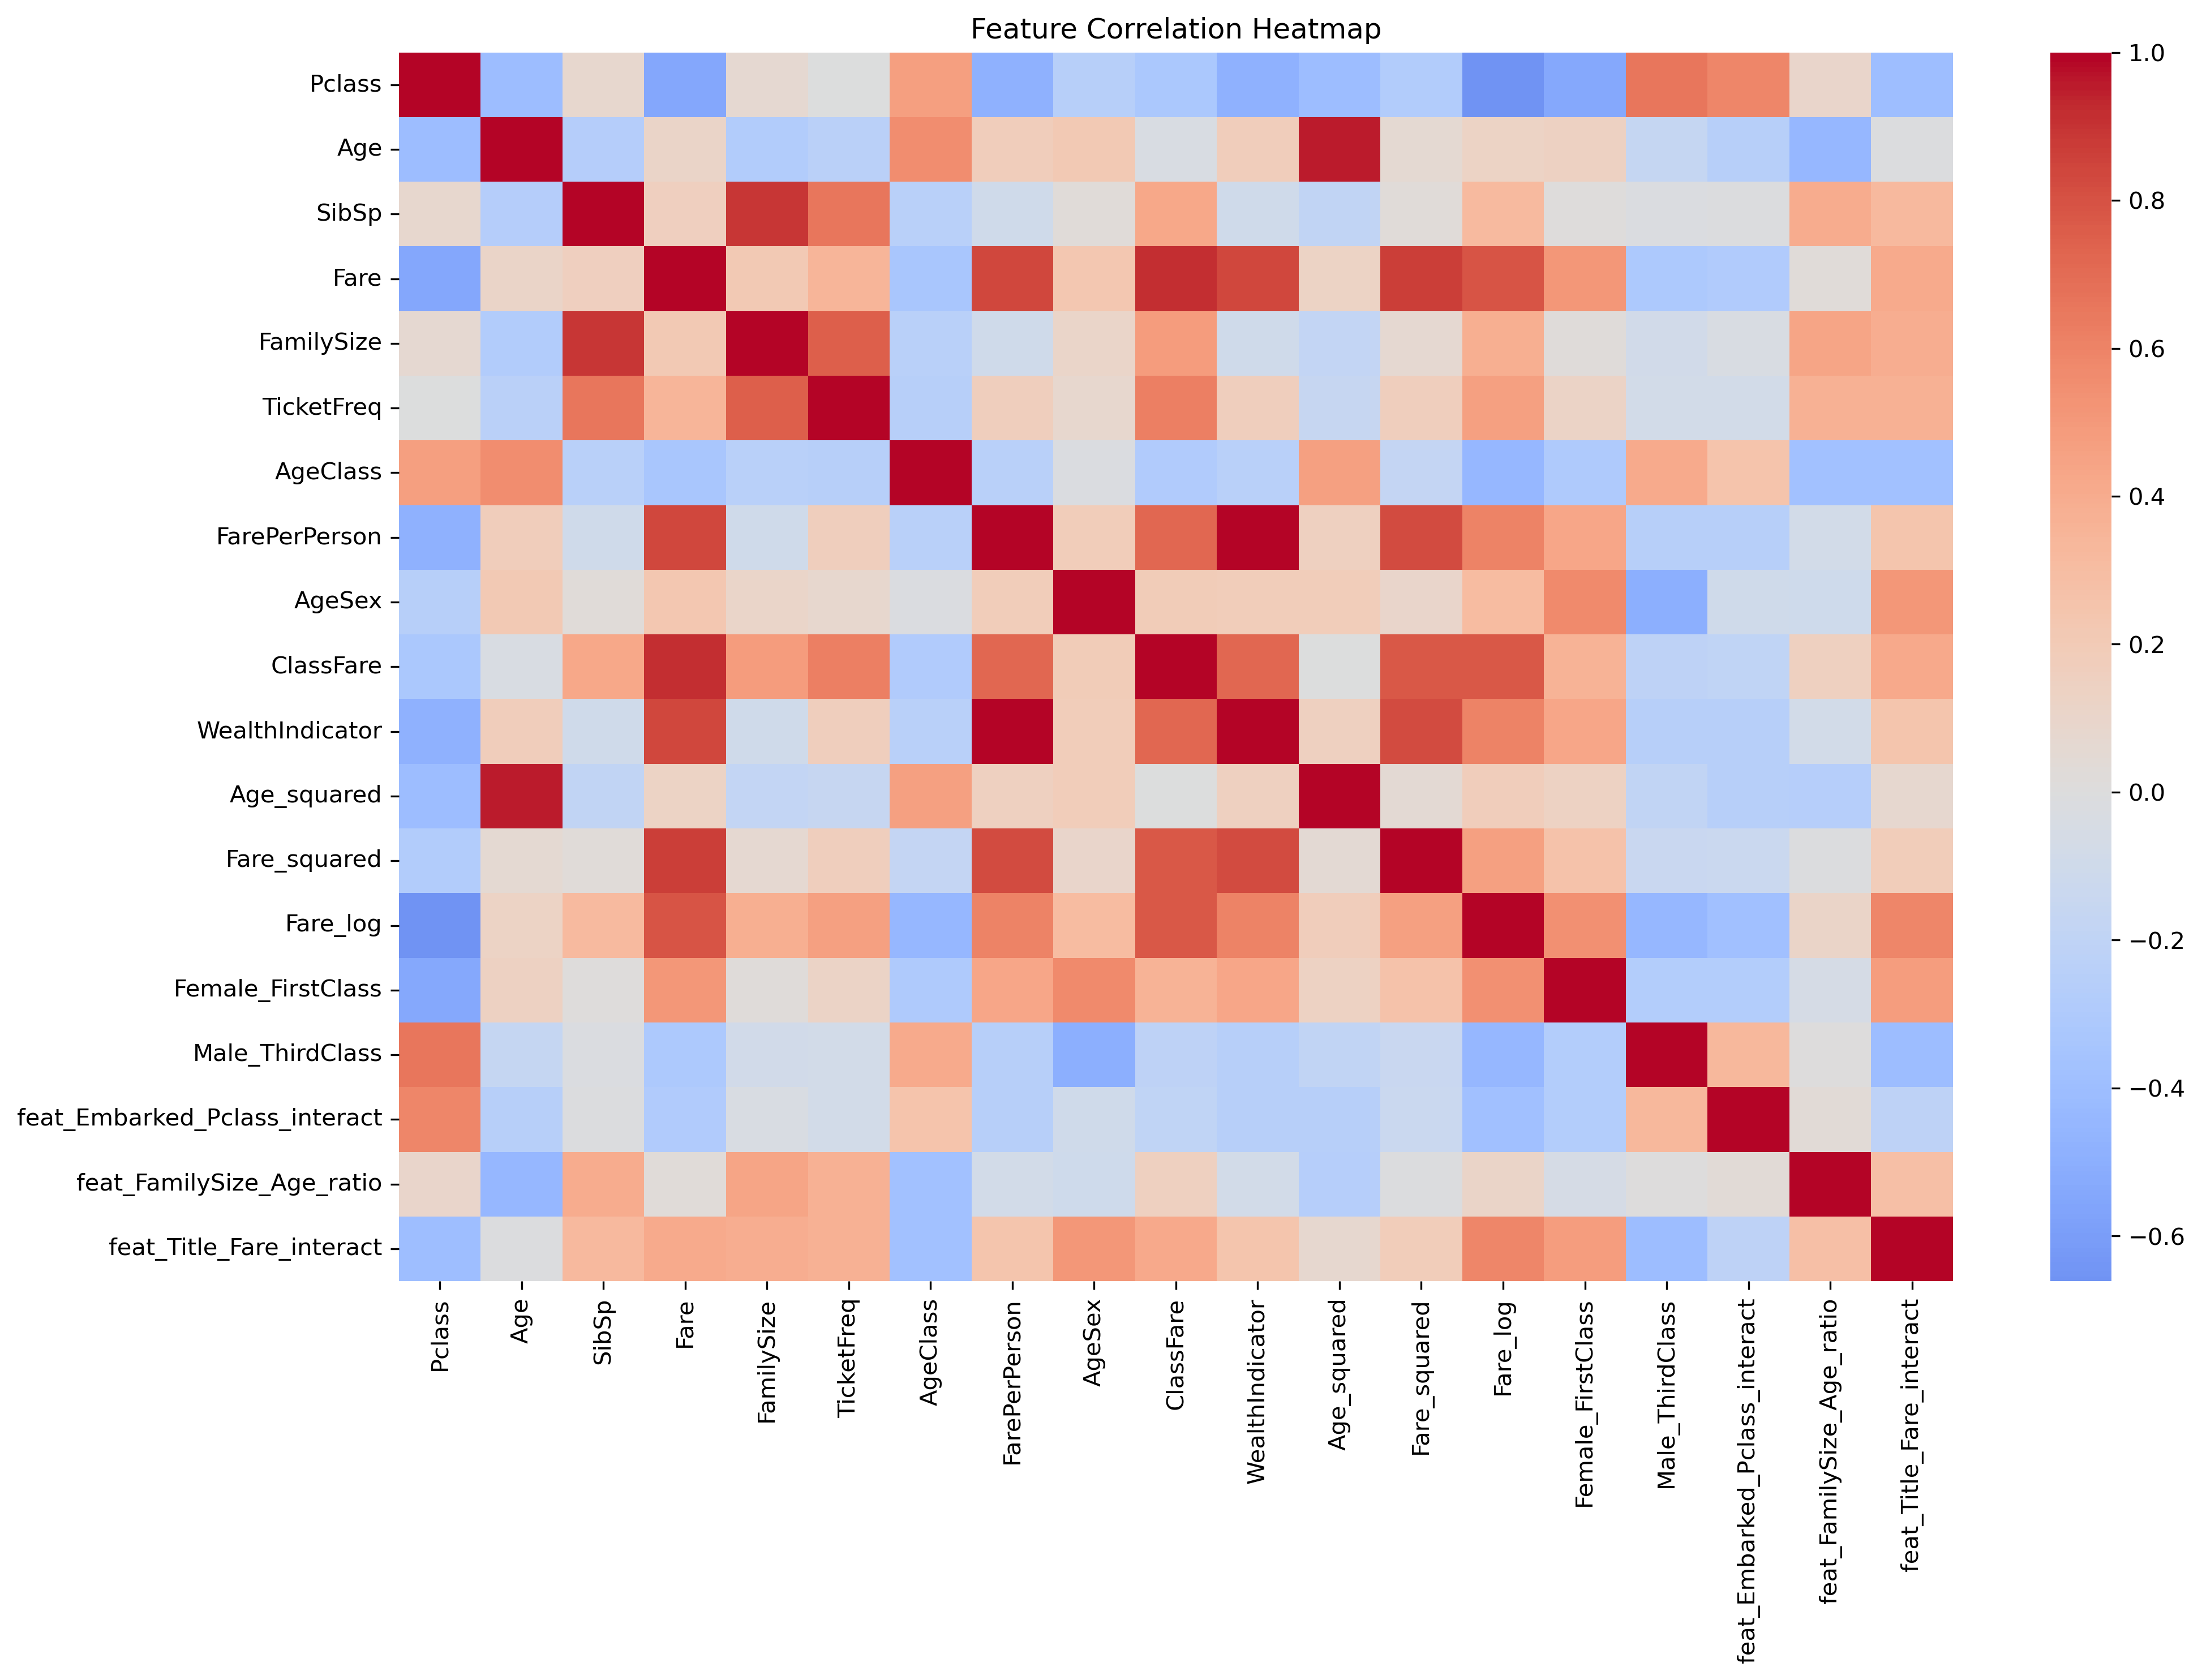 Feature Correlation Heatmap
Pclass
Age
SibSp
Fare
FamilySize
TicketFreq
AgeClass
FarePerPerson
AgeSex
ClassFare
WealthIndicator
Age_squared
Fare_squared
Fare_log
Female_FirstClass
Male_ThirdClass
feat_Embarked_Pclass_interact
feat_FamilySize_Age_ratio
feat_Title_Fare_interact
Pclass
Age
SibSp
Fare
FamilySize
TicketFreq
AgeClass
FarePerPerson
AgeSex
ClassFare
WealthIndicator
Age_squared
Fare_squared
Fare_log
Female_FirstClass
Male_ThirdClass
feat_Embarked_Pclass_interact
feat_FamilySize_Age_ratio
feat_Title_Fare_interact
1.0
0.8
0.6
0.4
0.2
0.0
−0.2
−0.4
−0.6